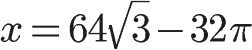 x = 64√3 − 32π